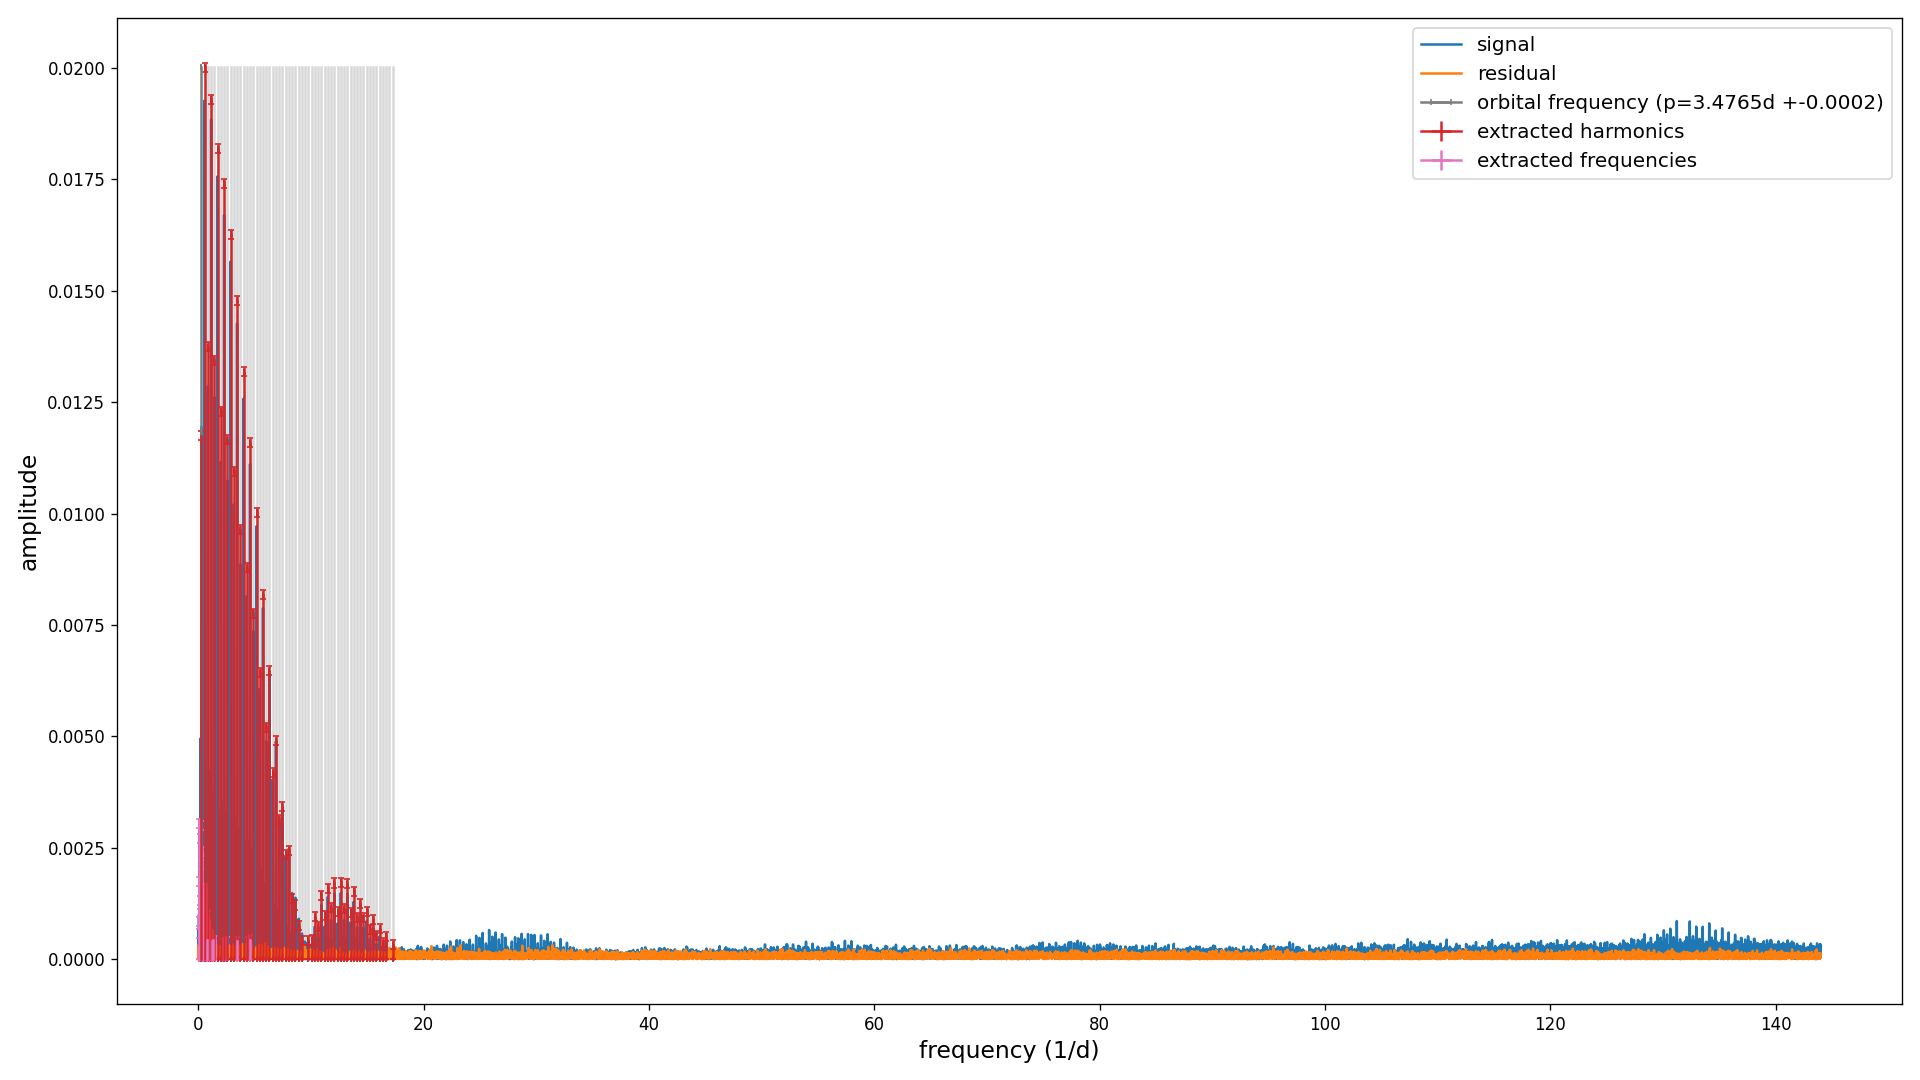 signal
residual
orbital frequency (p=3.4765d +-0.0002)
extracted harmonics
extracted frequencies
0.0200
0.0175
0.0150
0.0125
0.0100
0.0075
0.0050
0.0025
0.0000
amplitude
0 20 40 60 80 100 120 140
frequency (1/d)